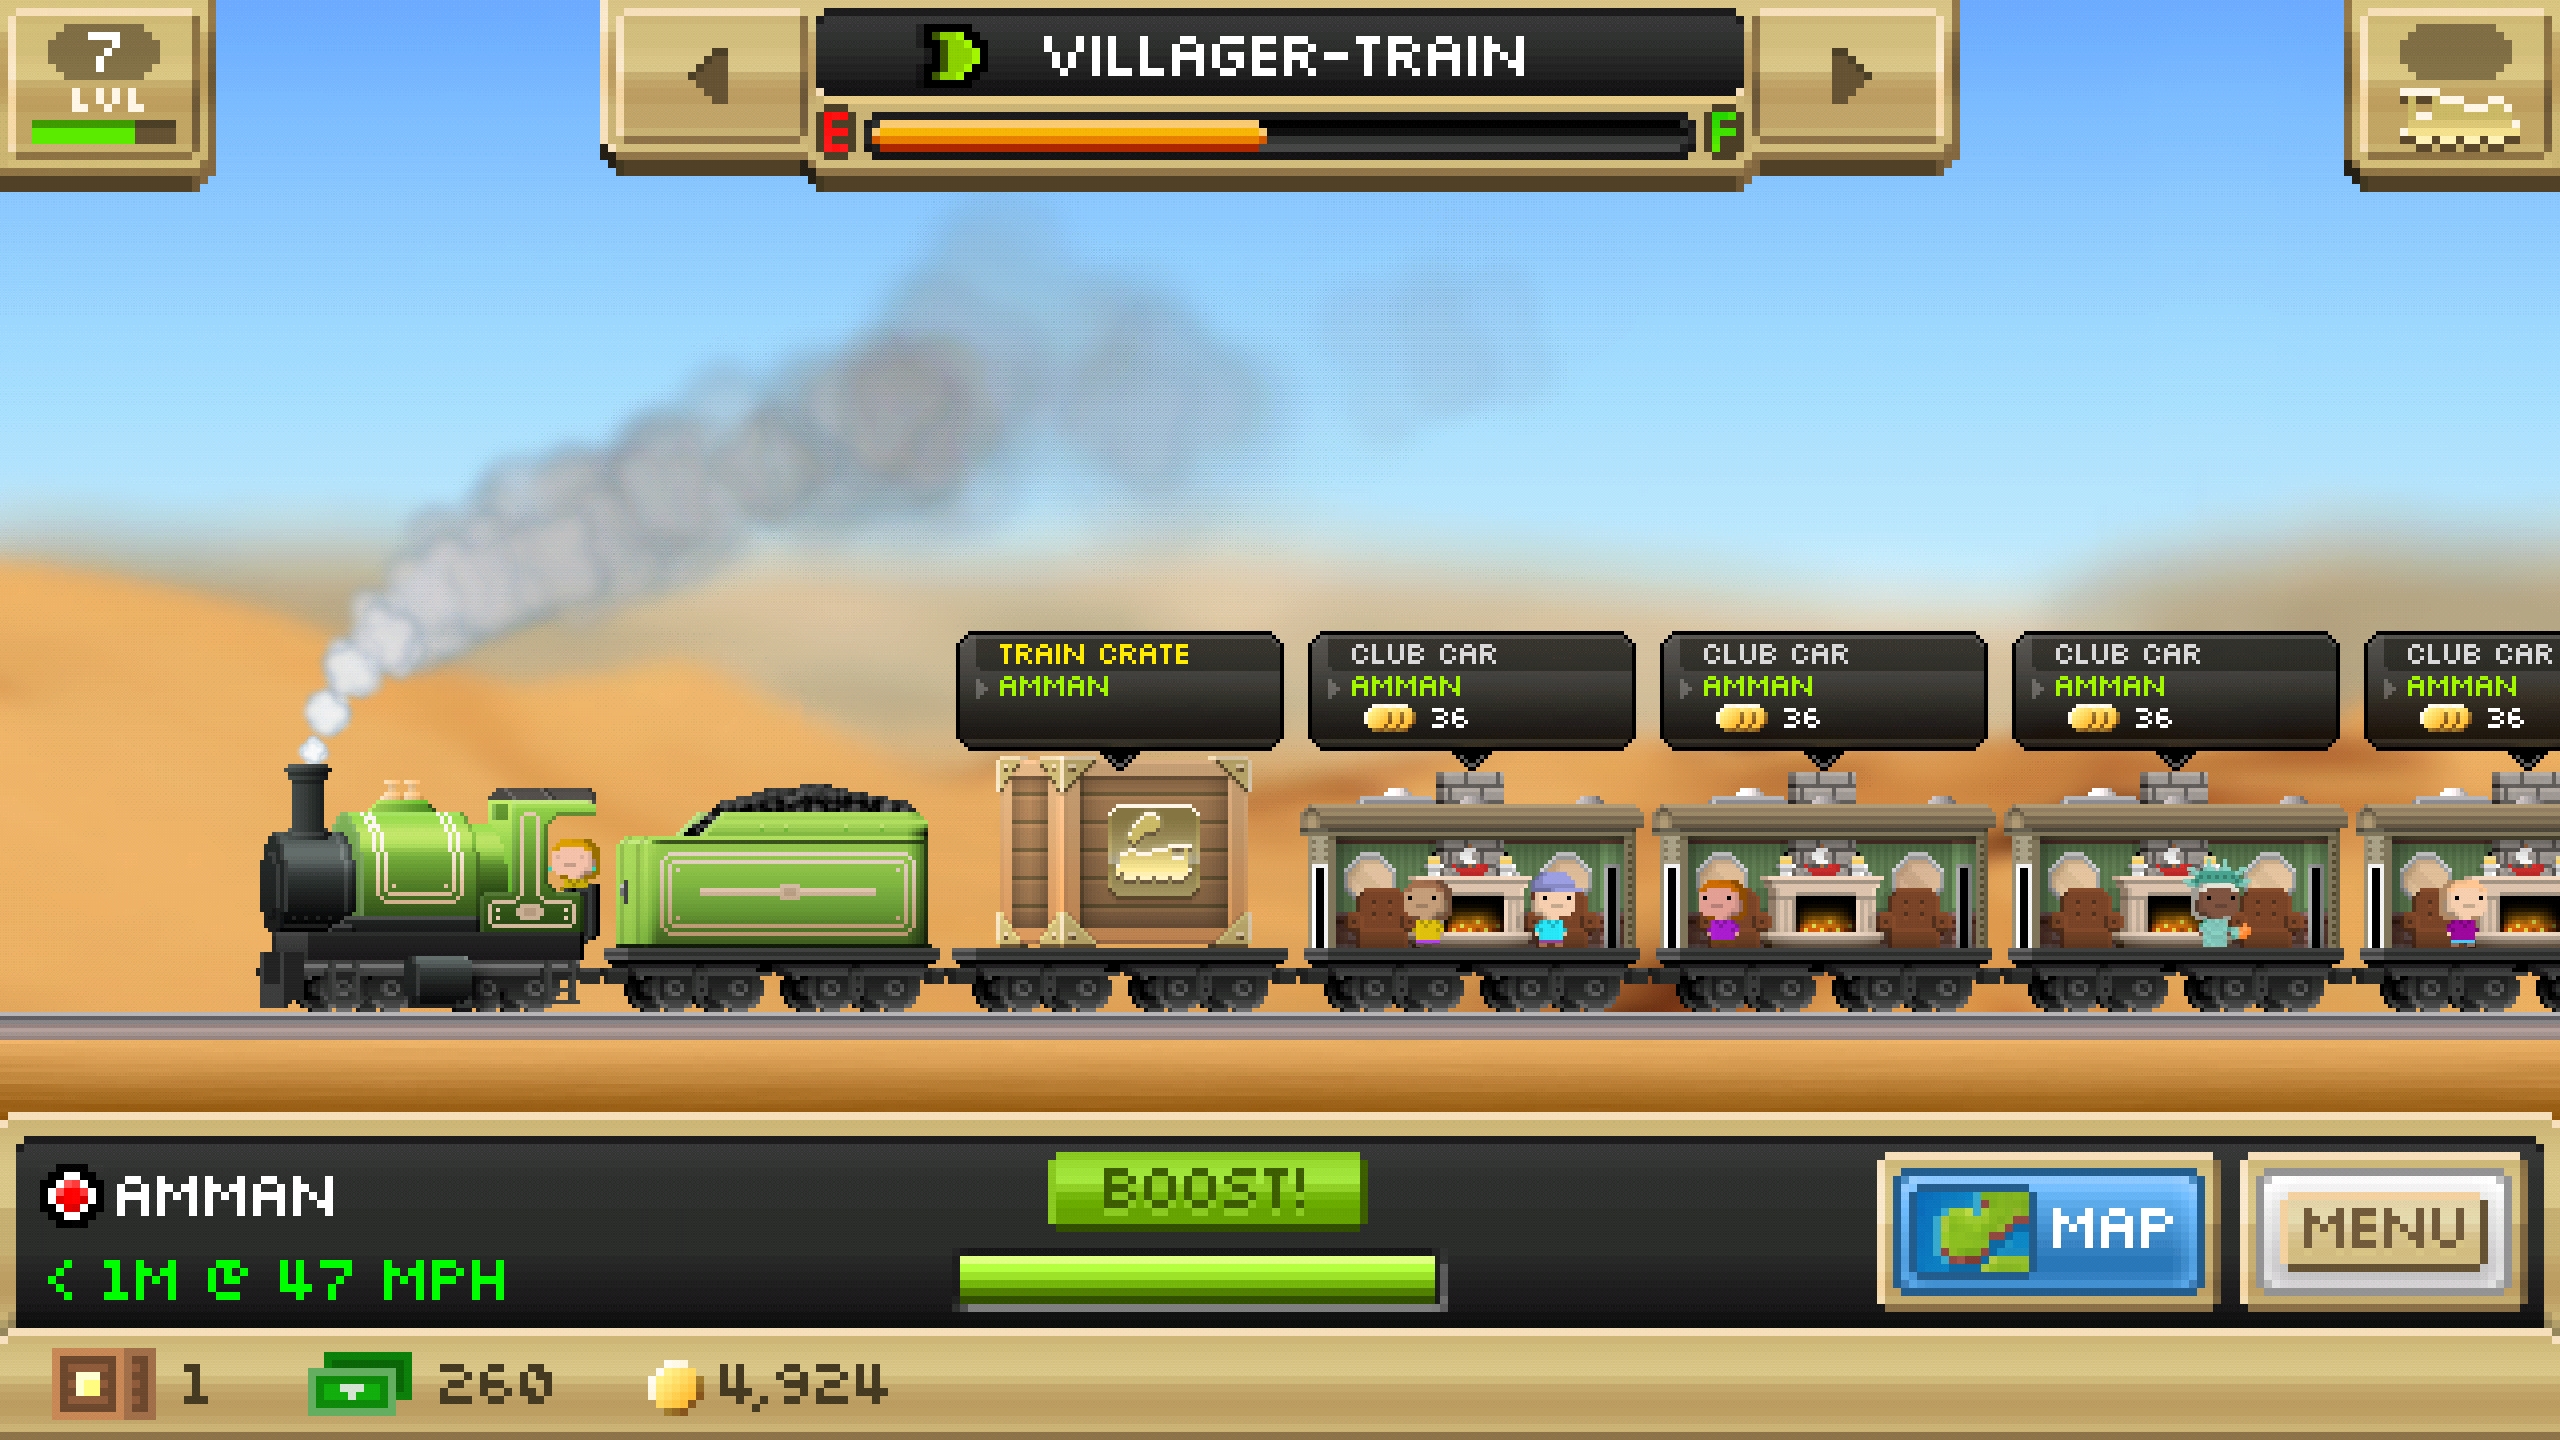 7
LVL
VILLAGER-TRAIN
E F
TRAIN CRATE
AMMAN
CLUB CAR
AMMAN
36
CLUB CAR
AMMAN
36
CLUB CAR
AMMAN
36
CLUB CAR
AMMAN
36
AMMAN
< 1M @ 47 MPH
BOOST!
MAP
MENU
1
260
4,924